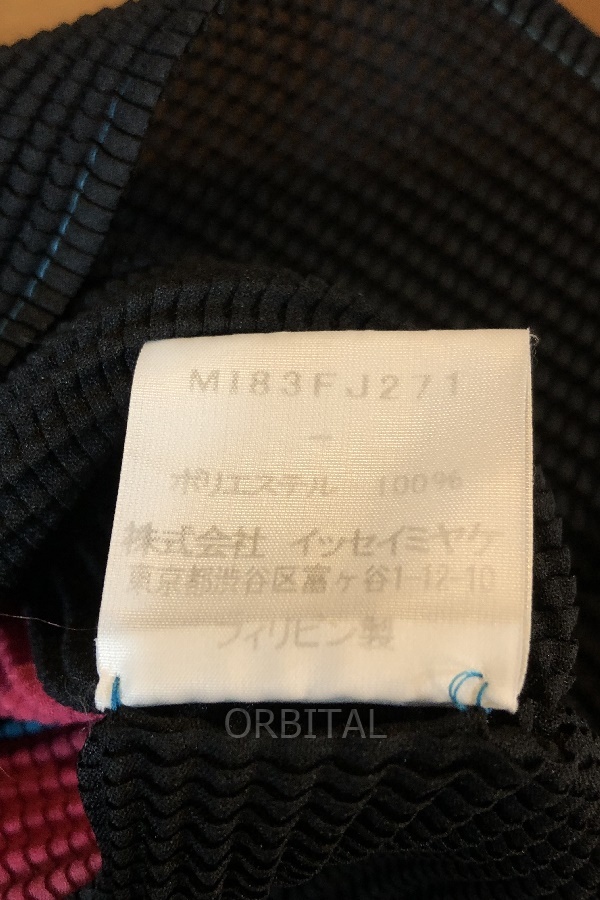 MI83FJ271
—
ポリエステル 100%
株式会社 イッセイミヤケ
東京都渋谷区富ヶ谷1-12-10
フィリピン製
ORBITAL